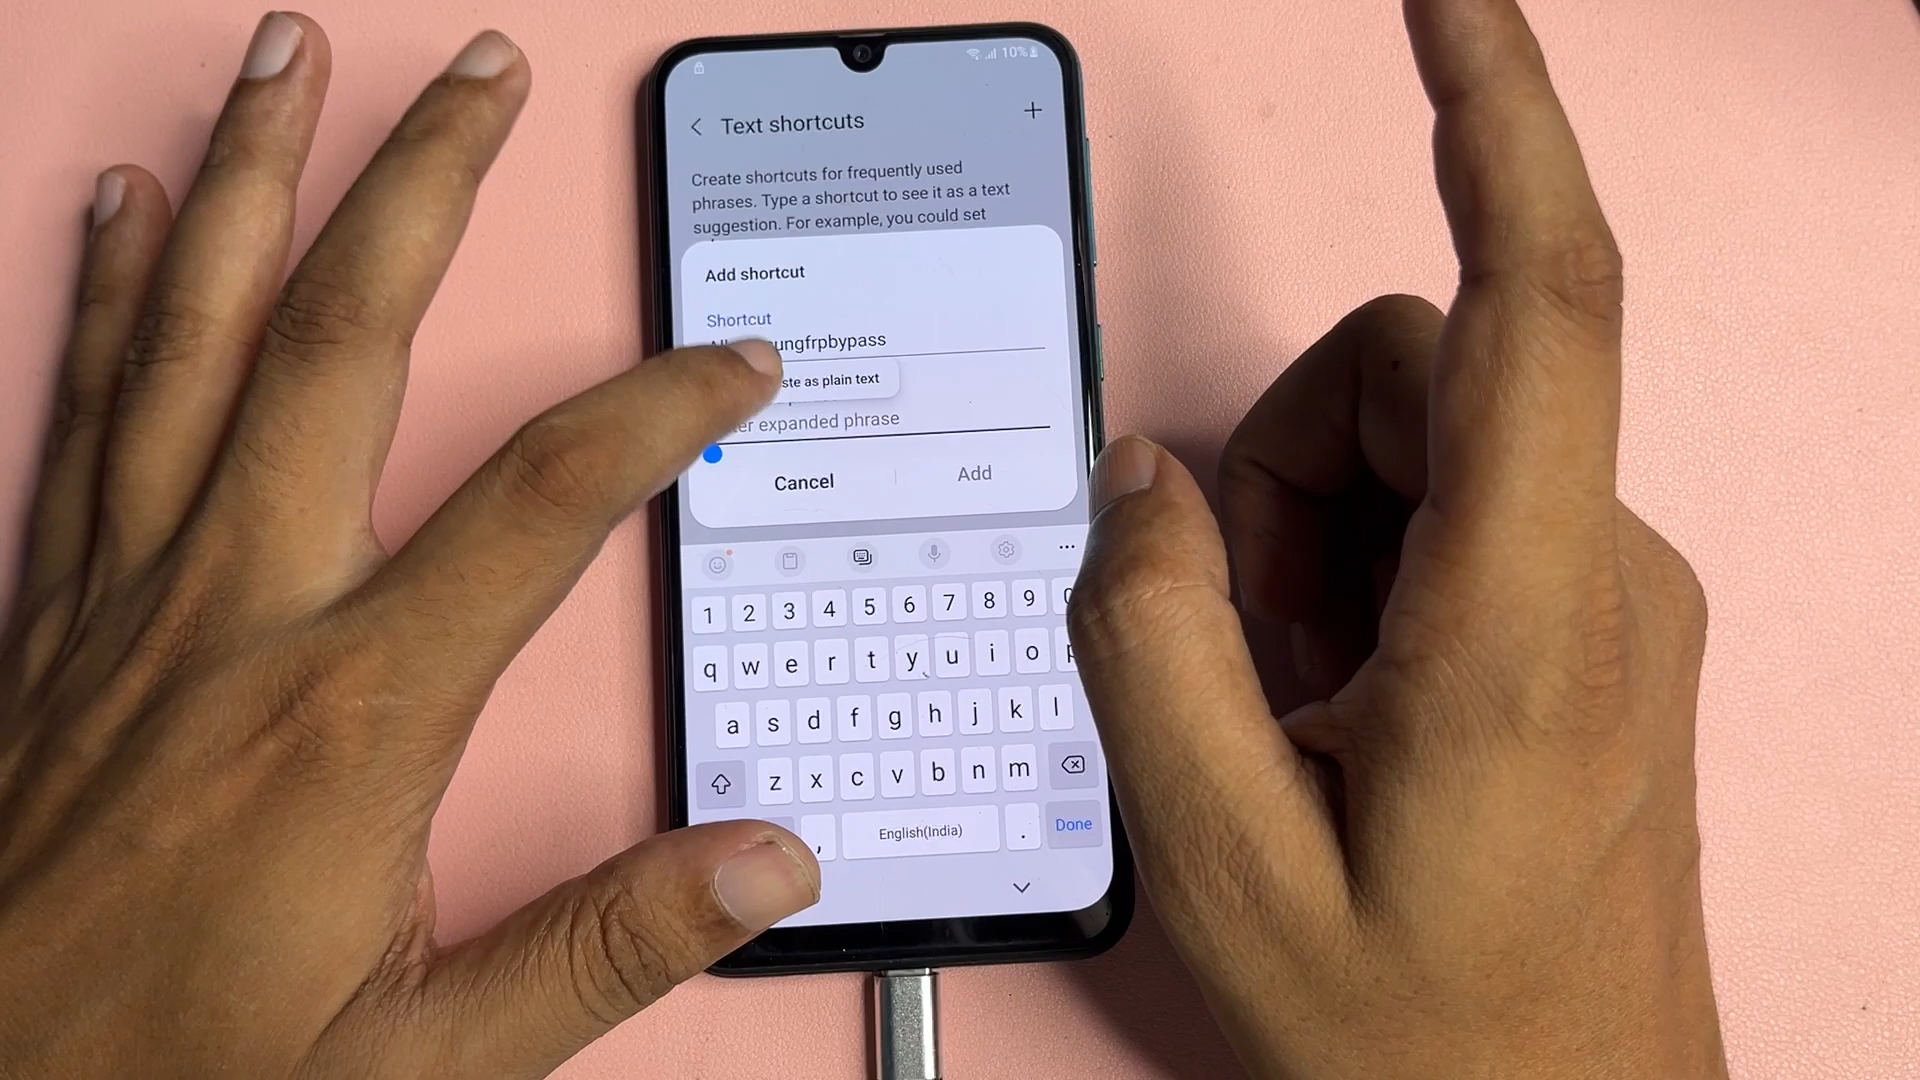 10%
Text shortcuts
Create shortcuts for frequently used
phrases. Type a shortcut to see it as a text
suggestion. For example, you could set
Add shortcut
Shortcut
ungfrpbypass
ste as plain text
er expanded phrase
Cancel
Add
1 2 3 4 5 6 7 8 9 0
q w e r t y u i o p
a s d f g h j k l
z x c v b n m
, English(India) . Done